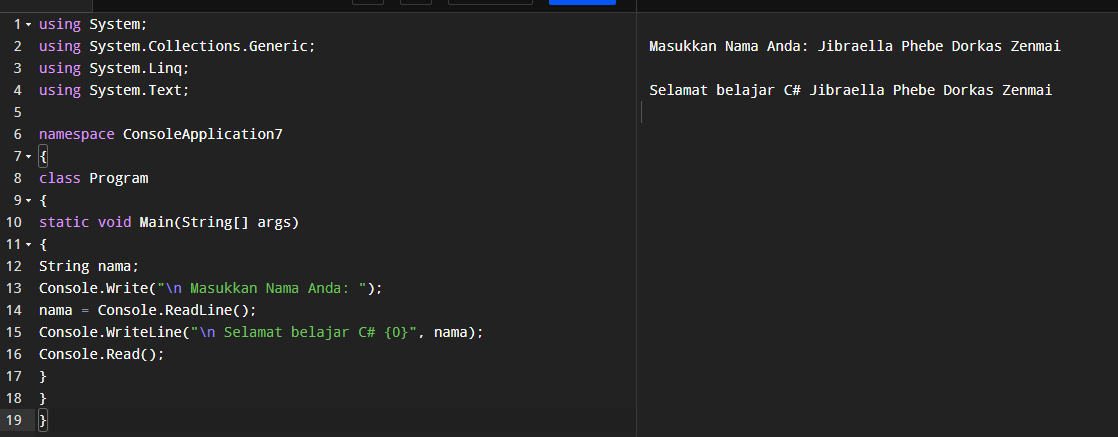 1 using System;
2 using System.Collections.Generic;
3 using System.Linq;
4 using System.Text;
5
6 namespace ConsoleApplication7
7 {
8 class Program
9 {
10 static void Main(String[] args)
11 {
12 String nama;
13 Console.Write("\n Masukkan Nama Anda: ");
14 nama = Console.ReadLine();
15 Console.WriteLine("\n Selamat belajar C# {0}", nama);
16 Console.Read();
17 }
18 }
19 }
Masukkan Nama Anda: Jibraella Phebe Dorkas Zenmai
Selamat belajar C# Jibraella Phebe Dorkas Zenmai